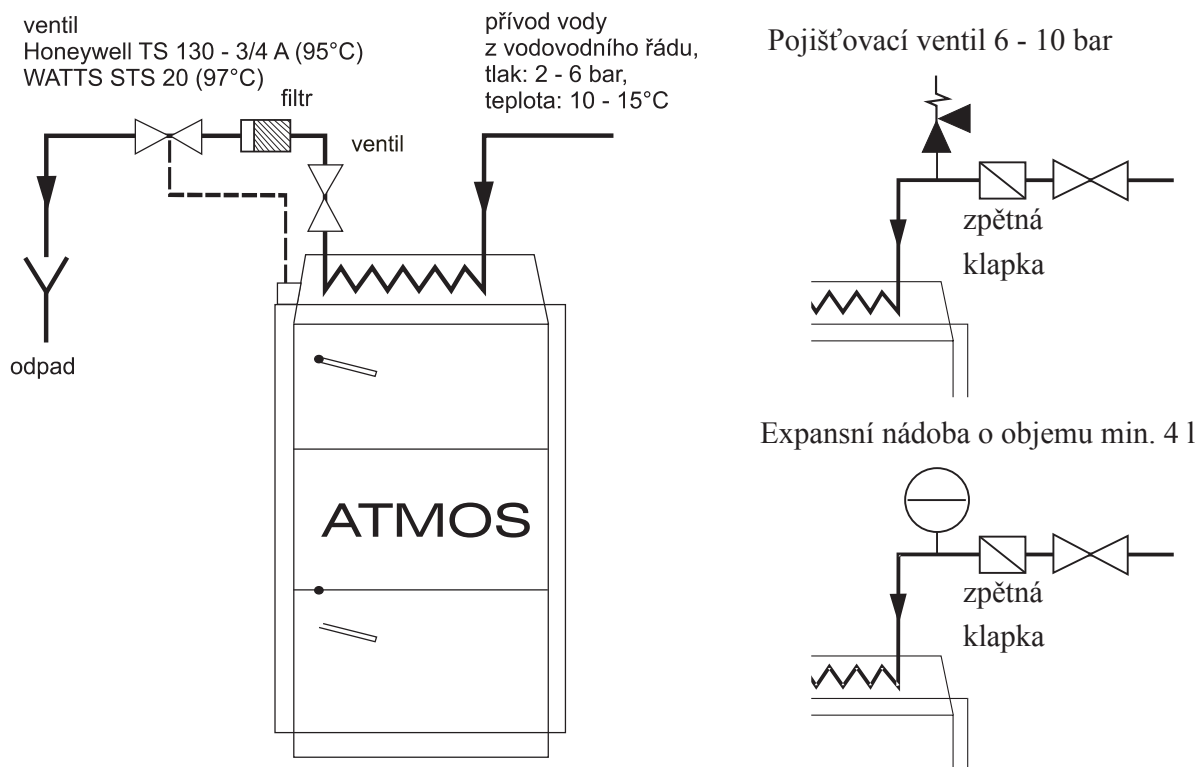 ventil
Honeywell TS 130 - 3/4 A (95°C)
WATTS STS 20 (97°C)
filtr
ventil
přívod vody
z vodovodního řádu,
tlak: 2 - 6 bar,
teplota: 10 - 15°C
odpad
ATMOS
Pojišťovací ventil 6 - 10 bar
zpětná
klapka
Expansní nádoba o objemu min. 4 l
zpětná
klapka